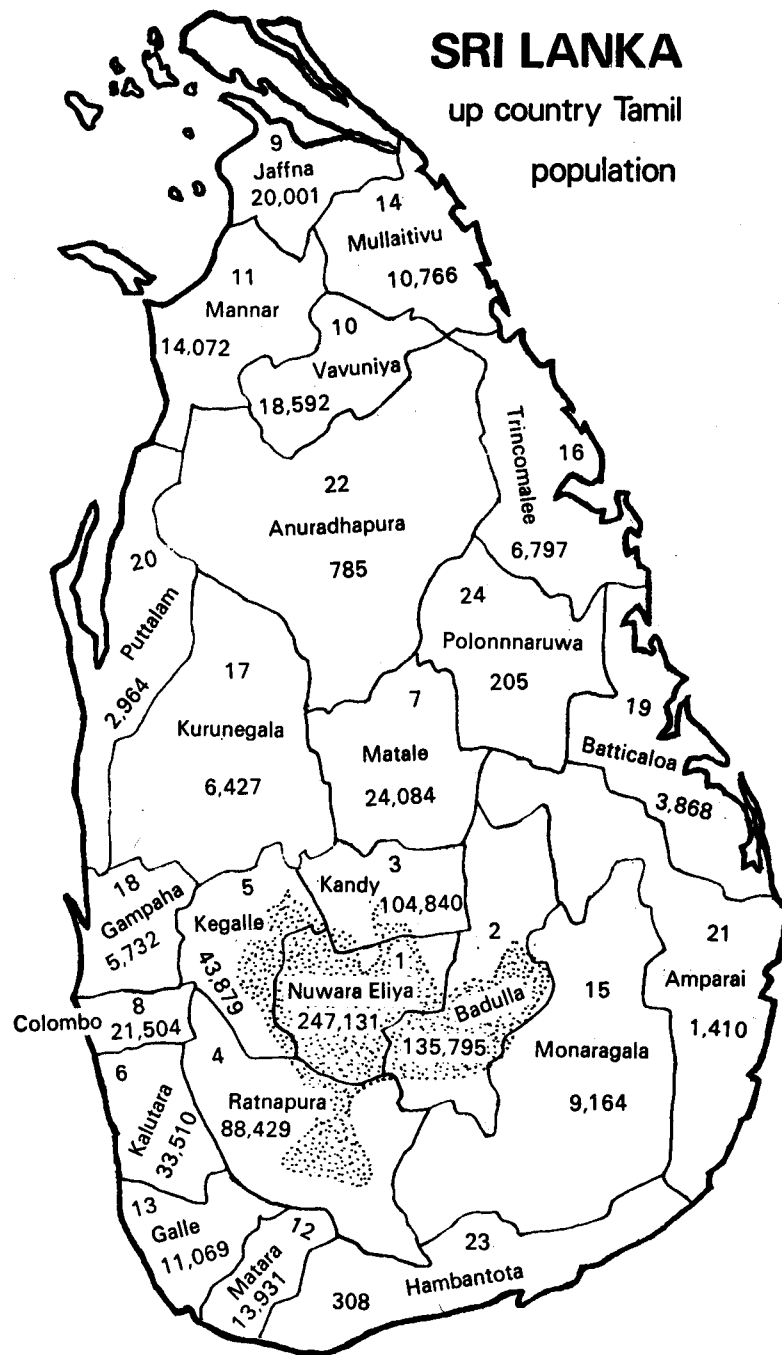 SRI LANKA
up country Tamil
population
9
Jaffna
20,001
14
Mullaitivu
10,766
11
Mannar
14,072
10
Vavuniya
18,592
16
Trincomalee
6,797
22
Anuradhapura
785
20
Puttalam
2,964
24
Polonnnaruwa
205
17
Kurunegala
6,427
7
Matale
24,084
19
Batticaloa
3,868
18
Gampaha
5,732
5
Kegalle
43,879
3
Kandy
104,840
1
Nuwara Eliya
247,131
2
Badulla
135,795
21
Amparai
1,410
15
Monaragala
9,164
8
Colombo
21,504
4
Ratnapura
88,429
6
Kalutara
33,510
13
Galle
11,069
12
Matara
13,931
23
Hambantota
308